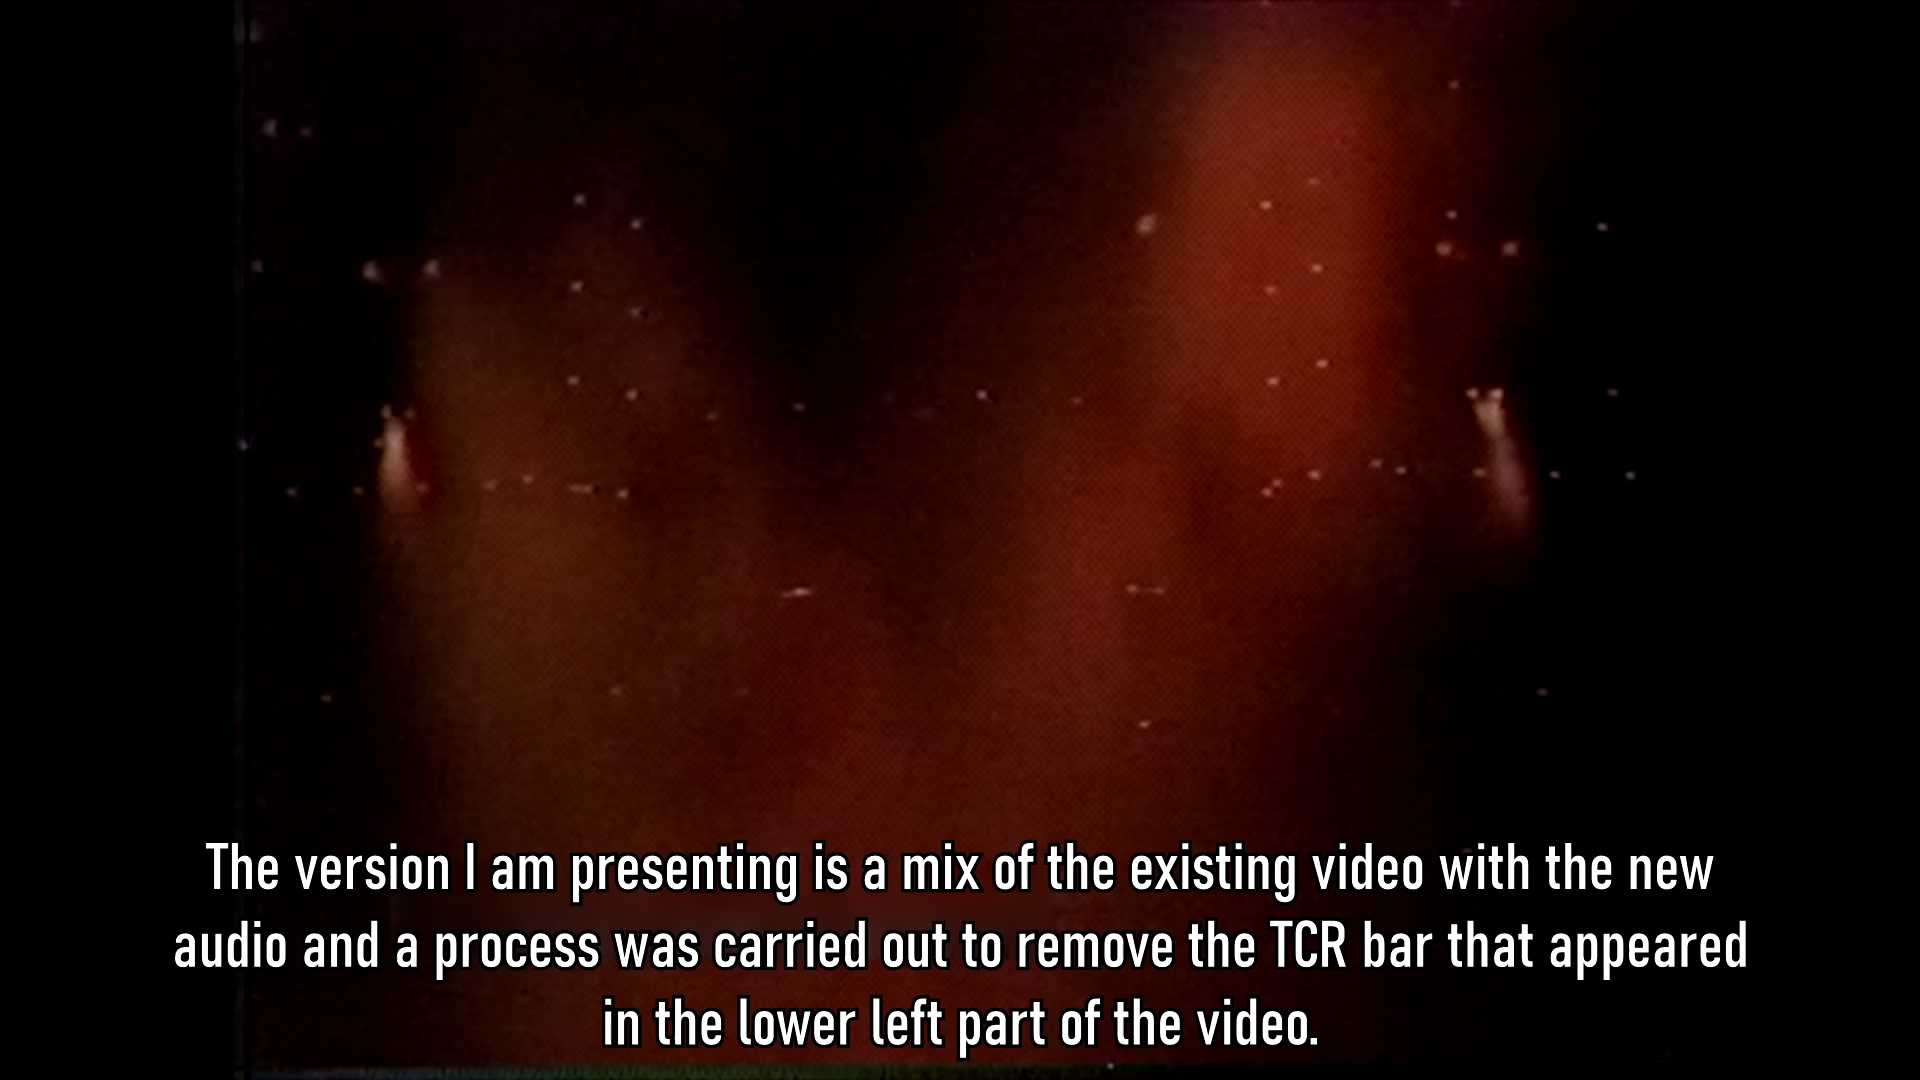 The version I am presenting is a mix of the existing video with the new
audio and a process was carried out to remove the TCR bar that appeared
in the lower left part of the video.